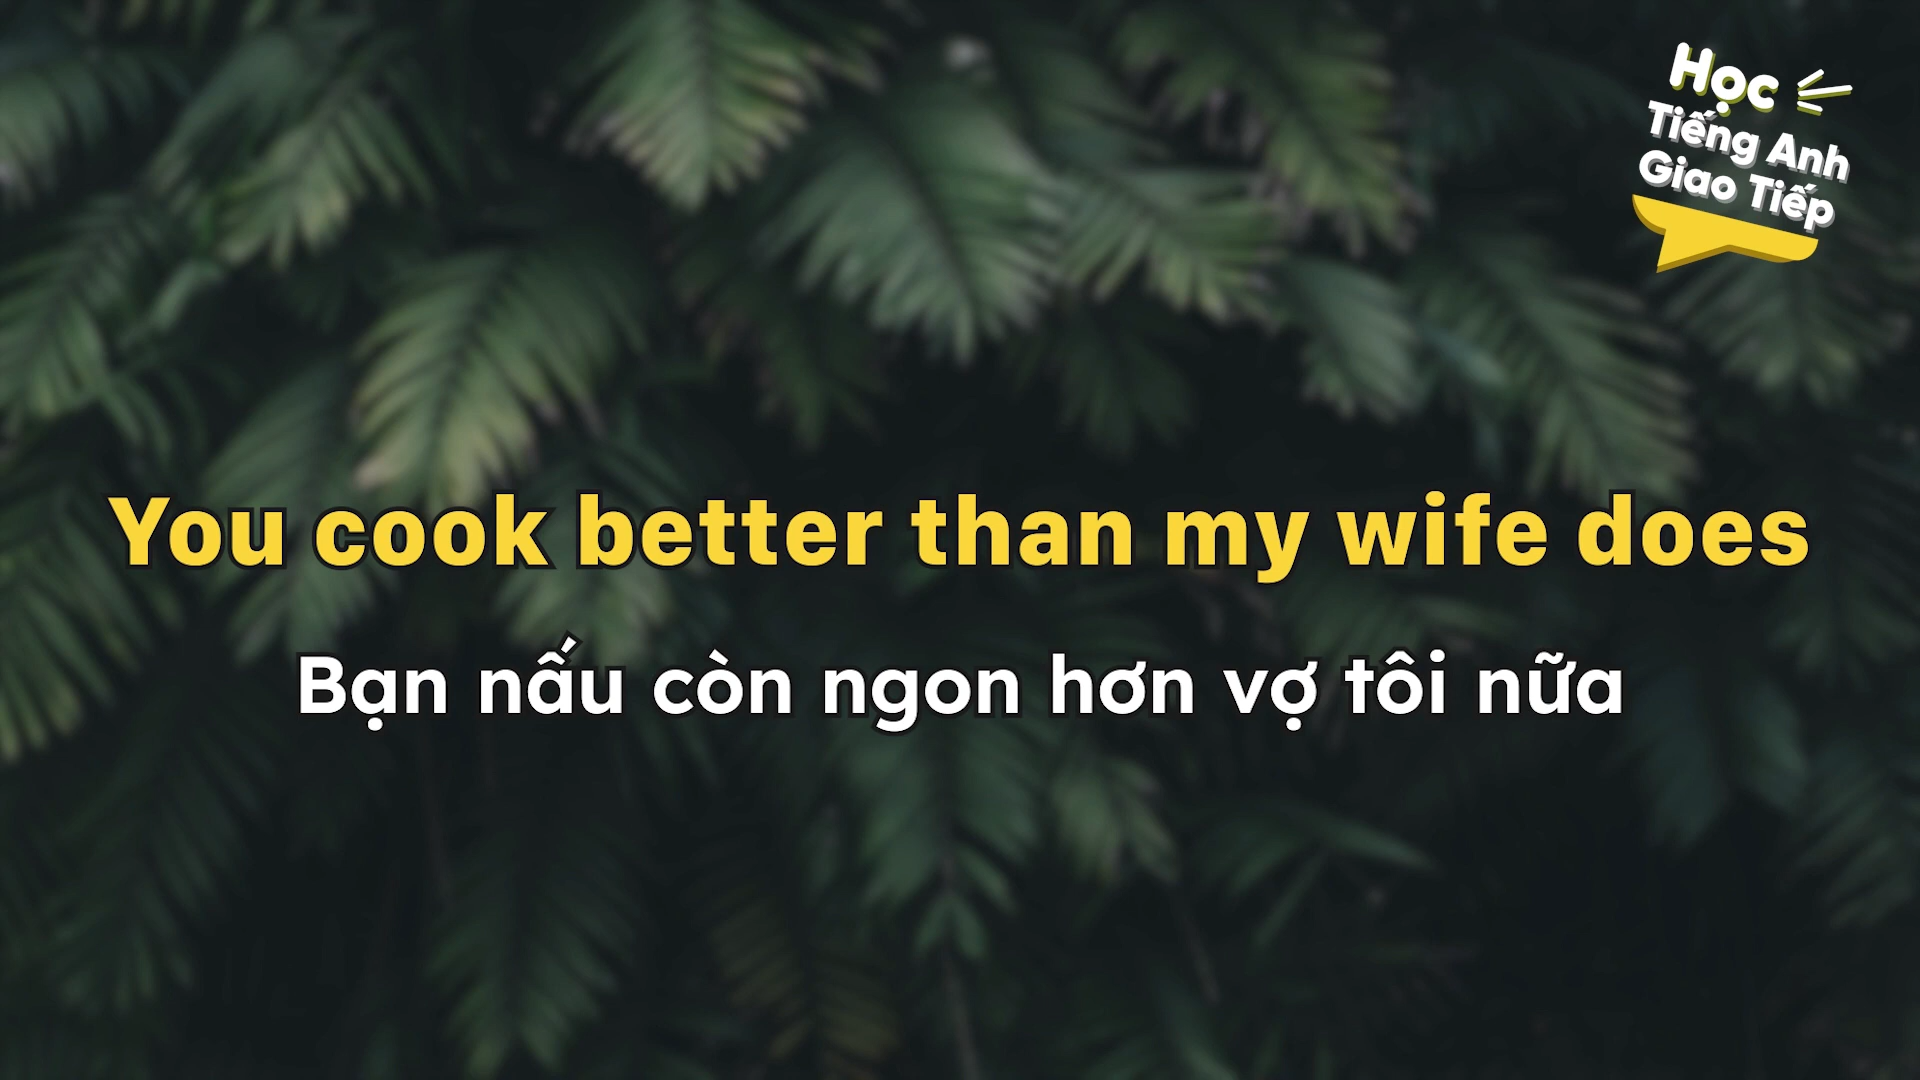 Học
Tiếng Anh
Giao Tiếp
You cook better than my wife does
Bạn nấu còn ngon hơn vợ tôi nữa